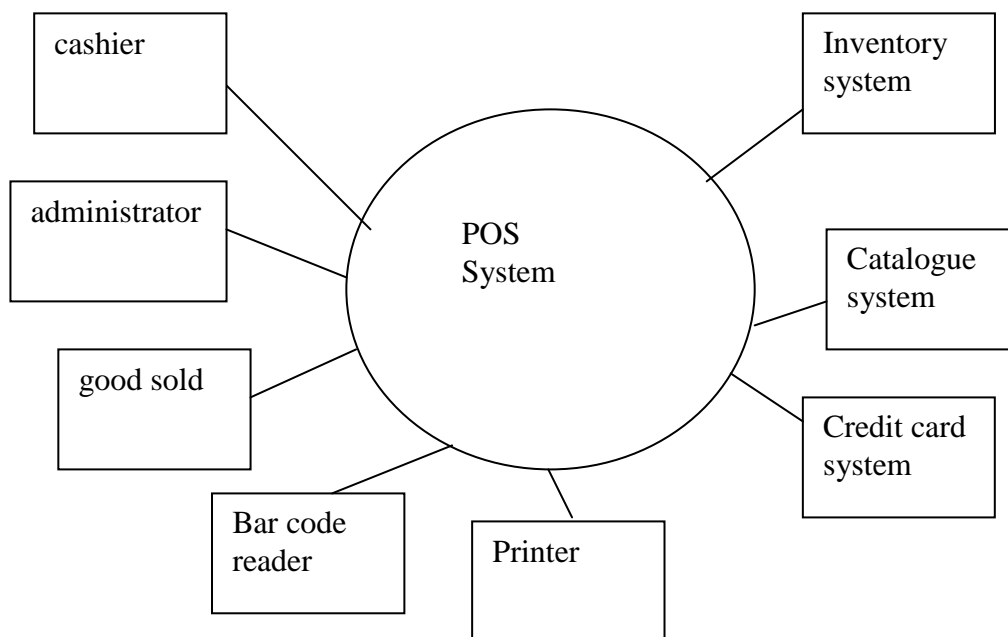 cashier
Inventory
system
administrator
POS
System
Catalogue
system
good sold
Credit card
system
Bar code
reader
Printer